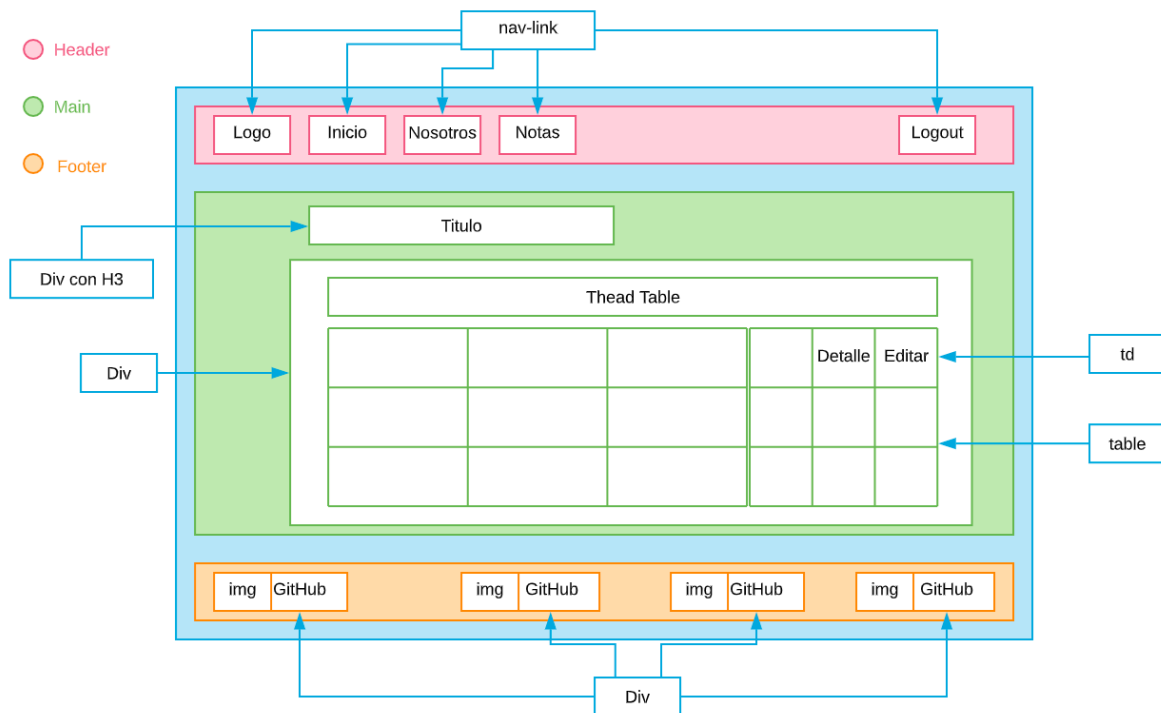 nav-link
Header
Main
Footer
Logo
Inicio
Nosotros
Notas
Logout
Titulo
Div con H3
Thead Table
Detalle
Editar
td
Div
table
img
GitHub
img
GitHub
img
GitHub
img
GitHub
Div